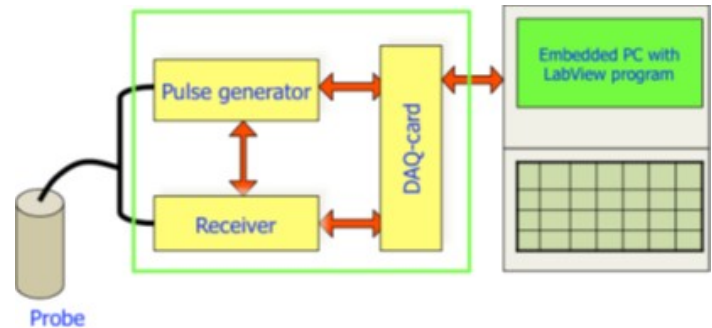 Pulse generator
Embedded PC with
LabView program
DAQ-card
Receiver
Probe